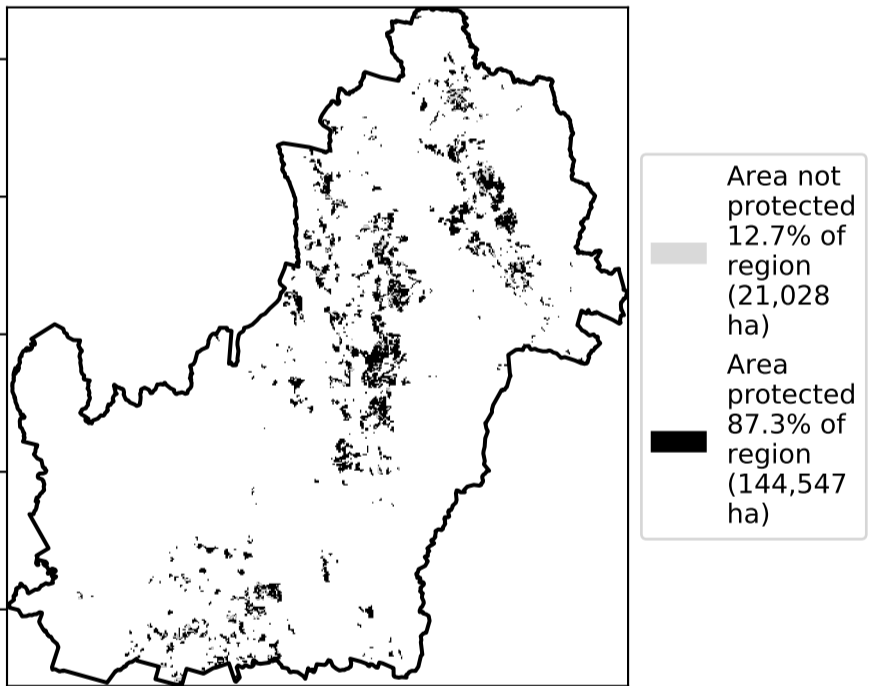 Area not
protected
12.7% of
region
(21,028
ha)
Area
protected
87.3% of
region
(144,547
ha)